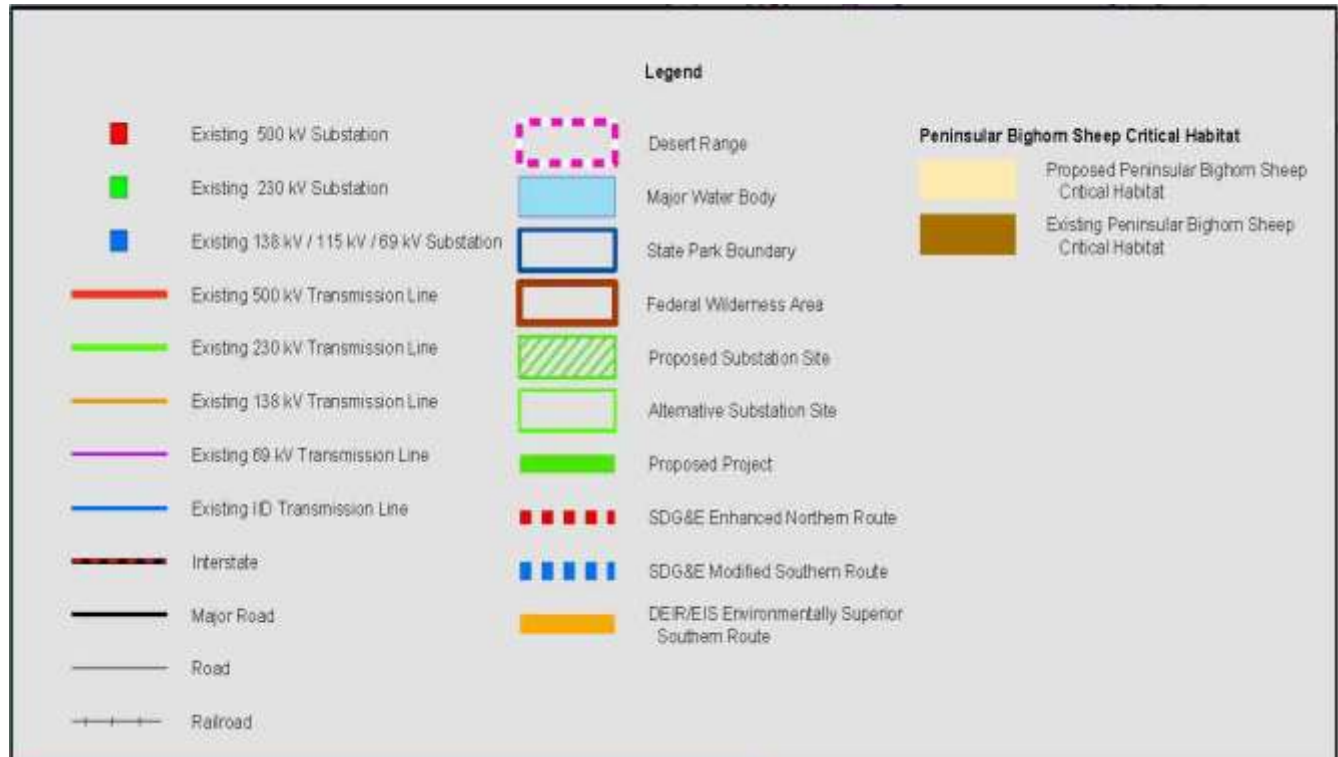 Legend
Existing 500 kV Substation
Existing 230 kV Substation
Existing 138 kV / 115 kV / 69 kV Substation
Existing 500 kV Transmission Line
Existing 230 kV Transmission Line
Existing 138 kV Transmission Line
Existing 69 kV Transmission Line
Existing IID Transmission Line
Interstate
Major Road
Road
Railroad
Desert Range
Major Water Body
State Park Boundary
Federal Wilderness Area
Proposed Substation Site
Alternative Substation Site
Proposed Project
SDG&E Enhanced Northern Route
SDG&E Modified Southern Route
DEIR/EIS Environmentally Superior
Southern Route
Peninsular Bighorn Sheep Critical Habitat
Proposed Peninsular Bighorn Sheep
Critical Habitat
Existing Peninsular Bighorn Sheep
Critical Habitat